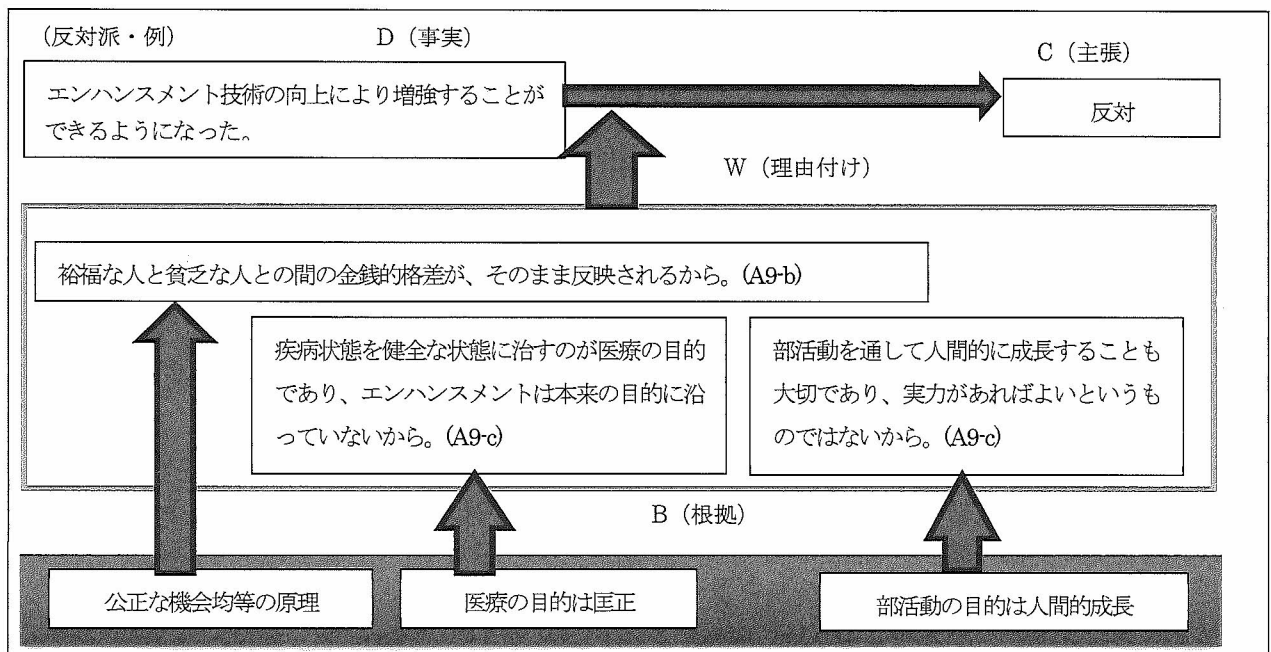 (反対派・例)
D(事実)
C(主張)
エンハンスメント技術の向上により増強することが
できるようになった。
反対
W(理由付け)
裕福な人と貧乏な人との間の金銭的格差が、そのまま反映されるから。(A9-b)
疾病状態を健全な状態に治すのが医療の目的
であり、エンハンスメントは本来の目的に沿
っていないから。(A9-c)
部活動を通して人間的に成長することも
大切であり、実力があればよいというも
のではないから。(A9-c)
B(根拠)
公正な機会均等の原理
医療の目的は匡正
部活動の目的は人間的成長